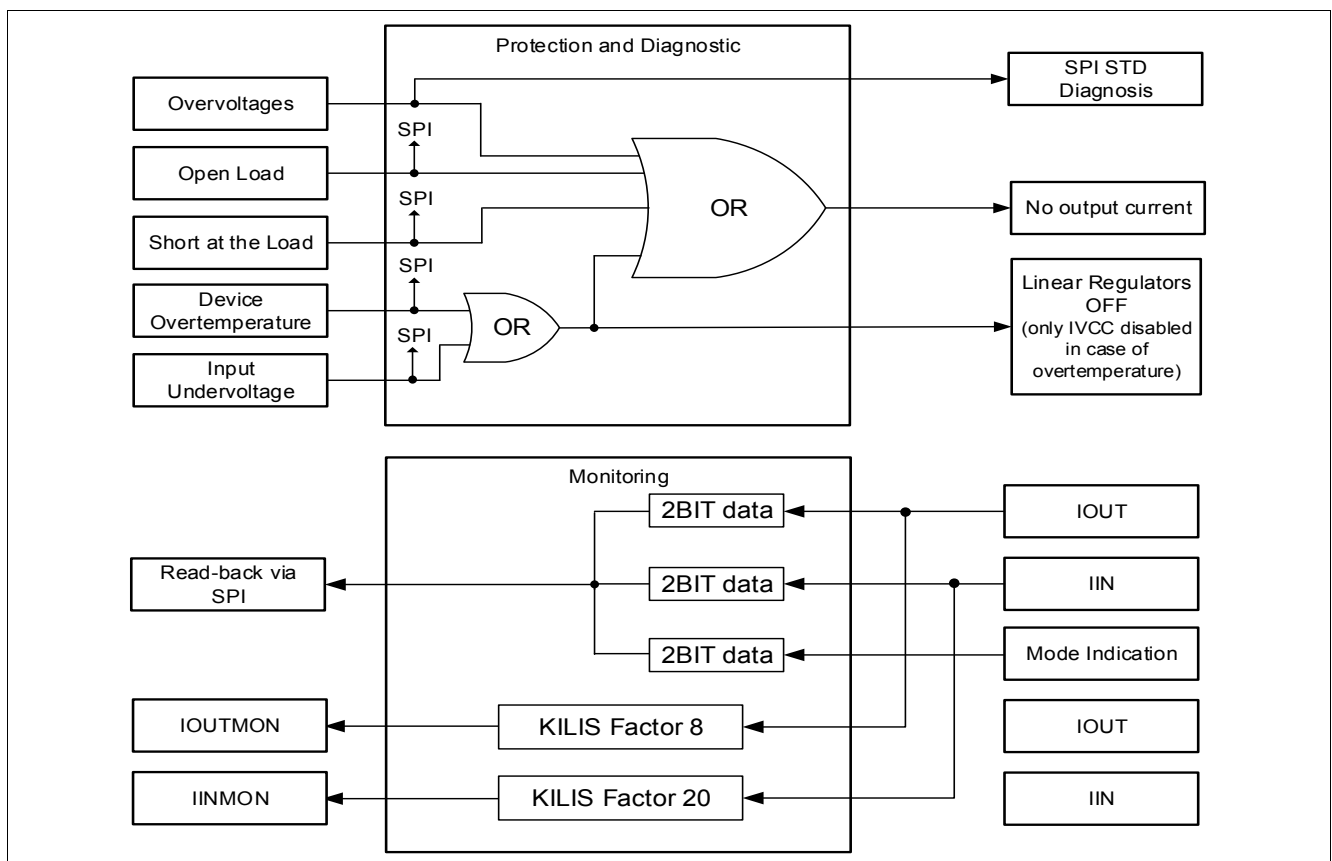 Protection and Diagnostic
Overvoltages
SPI STD
Diagnosis
SPI
Open Load
SPI
OR
No output current
Short at the Load
SPI
Device
Overtemperature
SPI
OR
Linear Regulators
OFF
(only IVCC disabled
in case of
overtemperature)
Input
Undervoltage
Monitoring
2BIT data
IOUT
Read-back via
SPI
2BIT data
IIN
2BIT data
Mode Indication
IOUTMON
KILIS Factor 8
IOUT
IINMON
KILIS Factor 20
IIN